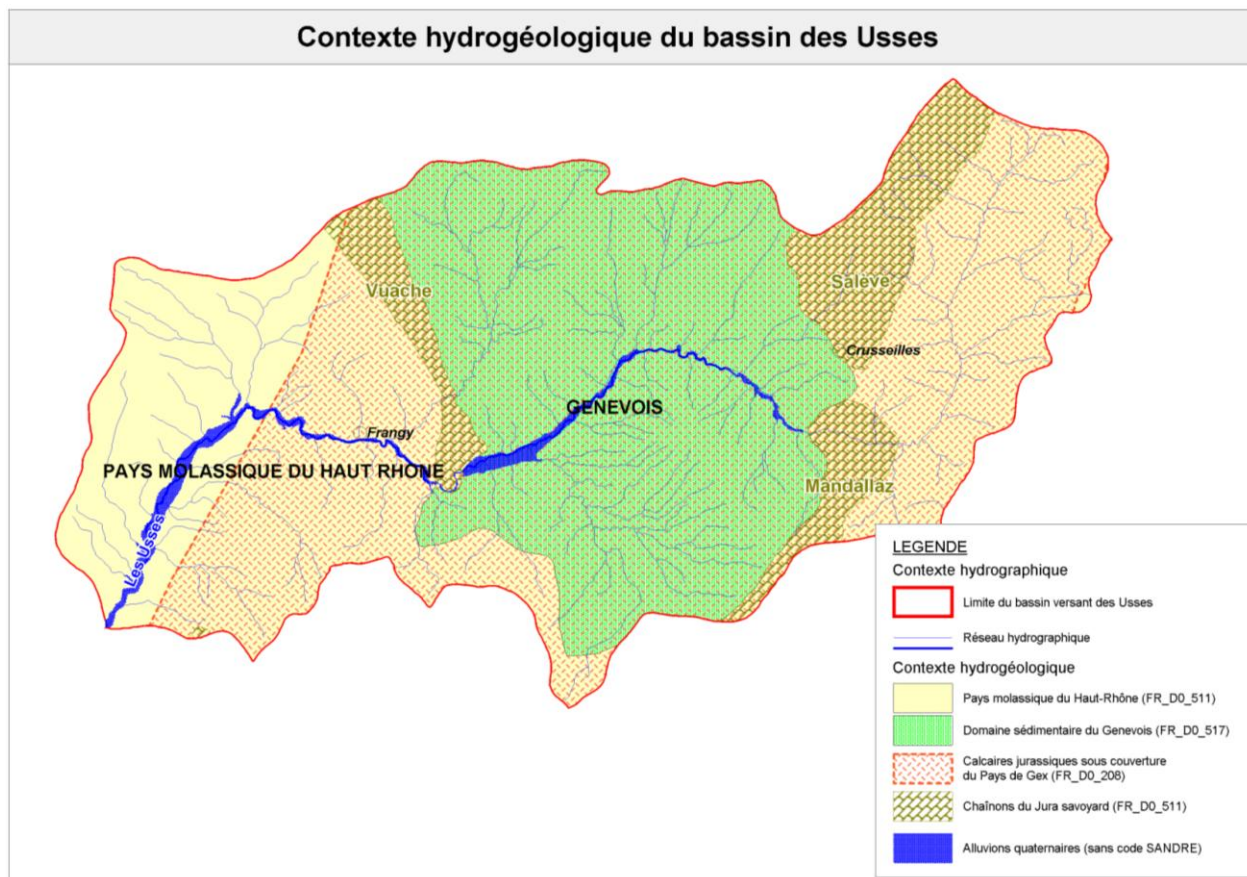 Contexte hydrogéologique du bassin des Usses
Vuache
Salève
Crusseilles
GENEVOIS
Frangy
PAYS MOLASSIQUE DU HAUT RHONE
Mandallaz
Les Usses
LEGENDE
Contexte hydrographique
Limite du bassin versant des Usses
Réseau hydrographique
Contexte hydrogéologique
Pays molassique du Haut-Rhône (FR_D0_511)
Domaine sédimentaire du Genevois (FR_D0_517)
Calcaires jurassiques sous couverture
du Pays de Gex (FR_D0_208)
Chaînons du Jura savoyard (FR_D0_511)
Alluvions quaternaires (sans code SANDRE)